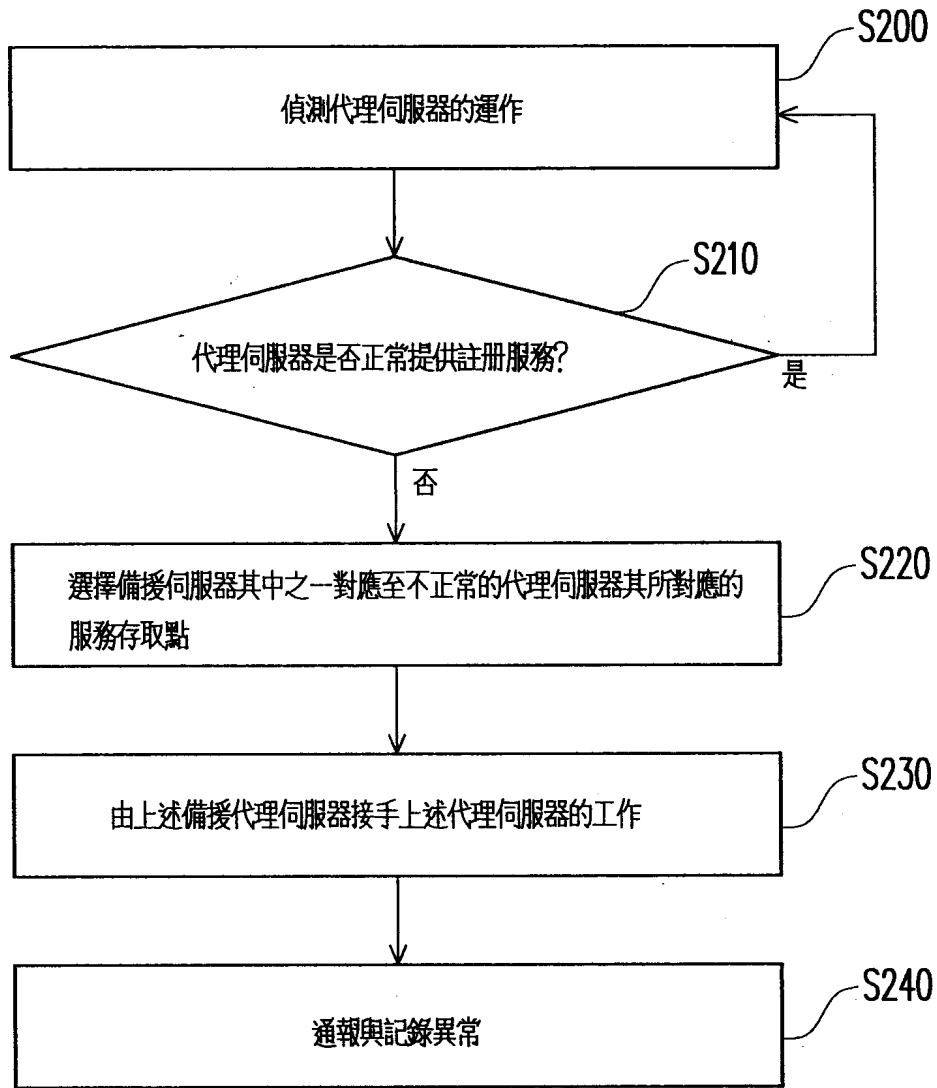 S200
偵測代理伺服器的運作
S210
代理伺服器是否正常提供註冊服務?
是
否
S220
選擇備援伺服器其中之一對應至不正常的代理伺服器其所對應的
服務存取點
S230
由上述備援代理伺服器接手上述代理伺服器的工作
S240
通報與記錄異常